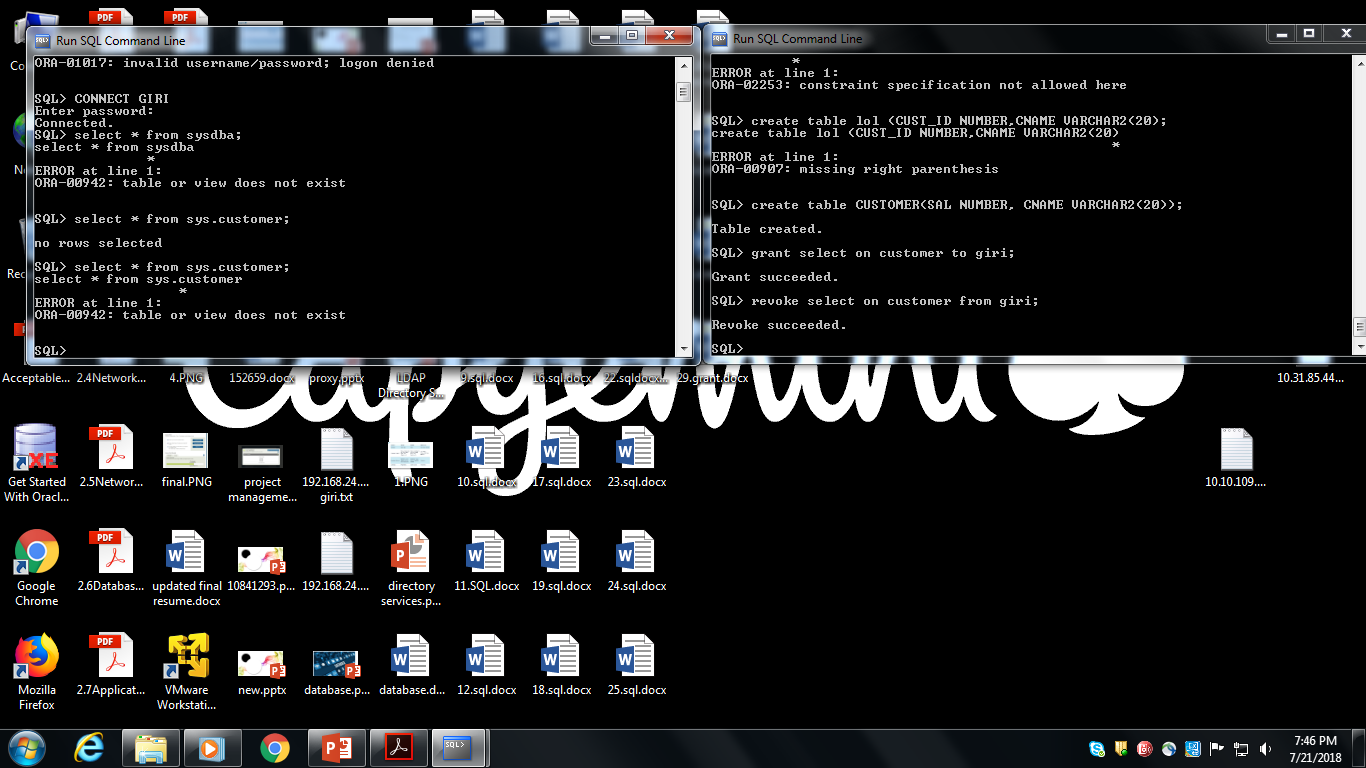 Run SQL Command Line
ORA-01017: invalid username/password; logon denied
SQL> CONNECT GIRI
Enter password:
Connected.
SQL> select * from sysdba;
select * from sysdba
*
ERROR at line 1:
ORA-00942: table or view does not exist
SQL> select * from sys.customer;
no rows selected
SQL> select * from sys.customer;
select * from sys.customer
*
ERROR at line 1:
ORA-00942: table or view does not exist
SQL>
Run SQL Command Line
*
ERROR at line 1:
ORA-02253: constraint specification not allowed here
SQL> create table lol (CUST_ID NUMBER,CNAME VARCHAR2(20);
create table lol (CUST_ID NUMBER,CNAME VARCHAR2(20)
*
ERROR at line 1:
ORA-00907: missing right parenthesis
SQL> create table CUSTOMER(SAL NUMBER, CNAME VARCHAR2(20));
Table created.
SQL> grant select on customer to giri;
Grant succeeded.
SQL> revoke select on customer from giri;
Revoke succeeded.
SQL>
PDF PDF
Acceptable... 2.4Network... 4.PNG 152659.docx proxy.pptx LDAP 9.sql.docx 16.sql.docx 22.sqldocx... 29.grant.docx 10.31.85.44...
Directory S...
Capgemini
XE PDF
Get Started 2.5Networ... final.PNG project 192.168.24.... 1.PNG 10.sql.docx 17.sql.docx 23.sql.docx 10.10.109....
With Oracl... manageme... giri.txt
PDF
Google 2.6Databas... updated final 10841293.p... 192.168.24.... directory 11.SQL.docx 19.sql.docx 24.sql.docx
Chrome resume.docx services.p...
PDF
Mozilla 2.7Applicat... VMware new.pptx database.p... database.d... 12.sql.docx 18.sql.docx 25.sql.docx
Firefox Workstati...
7:46 PM
7/21/2018